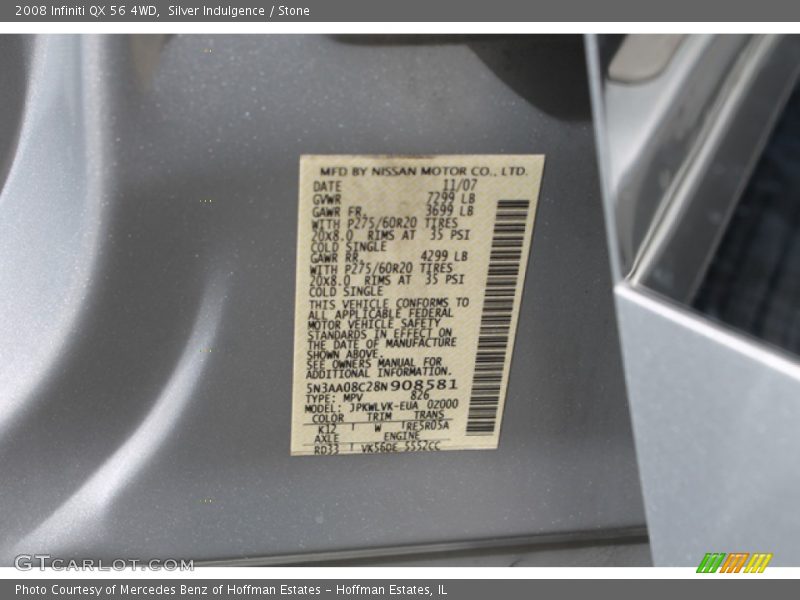 2008 Infiniti QX 56 4WD,  Silver Indulgence / Stone
MFD BY NISSAN MOTOR CO., LTD.
DATE 11/07
GVWR 7299 LB
GAWR FR. 3699 LB
WITH P275/60R20 TIRES
20X8.0 RIMS AT 35 PSI
COLD SINGLE
GAWR RR. 4299 LB
WITH P275/60R20 TIRES
20X8.0 RIMS AT 35 PSI
COLD SINGLE
THIS VEHICLE CONFORMS TO
ALL APPLICABLE FEDERAL
MOTOR VEHICLE SAFETY
STANDARDS IN EFFECT ON
THE DATE OF MANUFACTURE
SHOWN ABOVE.
SEE OWNERS MANUAL FOR
ADDITIONAL INFORMATION.
5N3AA08C28N908581
TYPE: MPV 826
MODEL: JPKWLVK-EUA 02000
COLOR TRIM TRANS
K12 W RE5R05A
AXLE ENGINE
RD33 VK56DE 5552CC
GTcarlot.com
Photo Courtesy of Mercedes Benz of Hoffman Estates - Hoffman Estates, IL